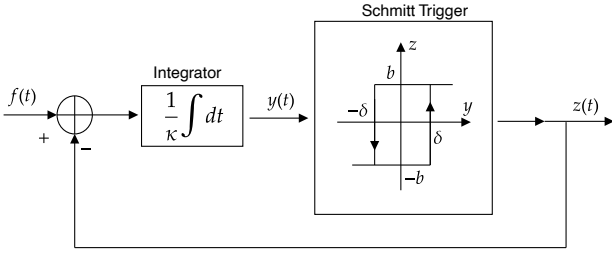 Schmitt Trigger
Integrator
f(t)
+
−
1/κ ∫ dt
y(t)
z
b
−δ
y
δ
−b
z(t)